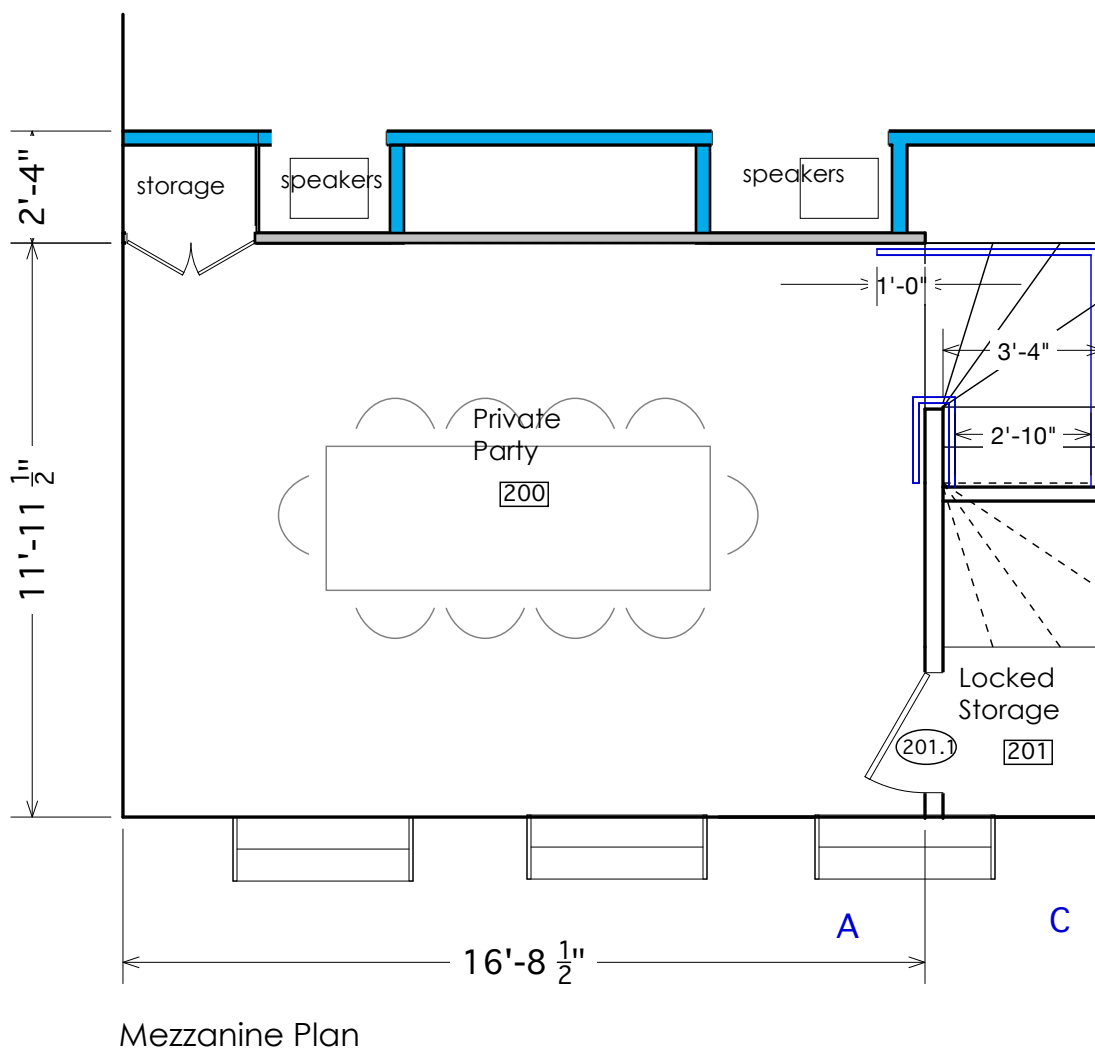 2'-4"
storage
speakers
speakers
1'-0"
3'-4"
2'-10"
Private
Party
200
11'-11 1/2"
Locked
Storage
201.1
201
A
C
16'-8 1/2"
Mezzanine Plan